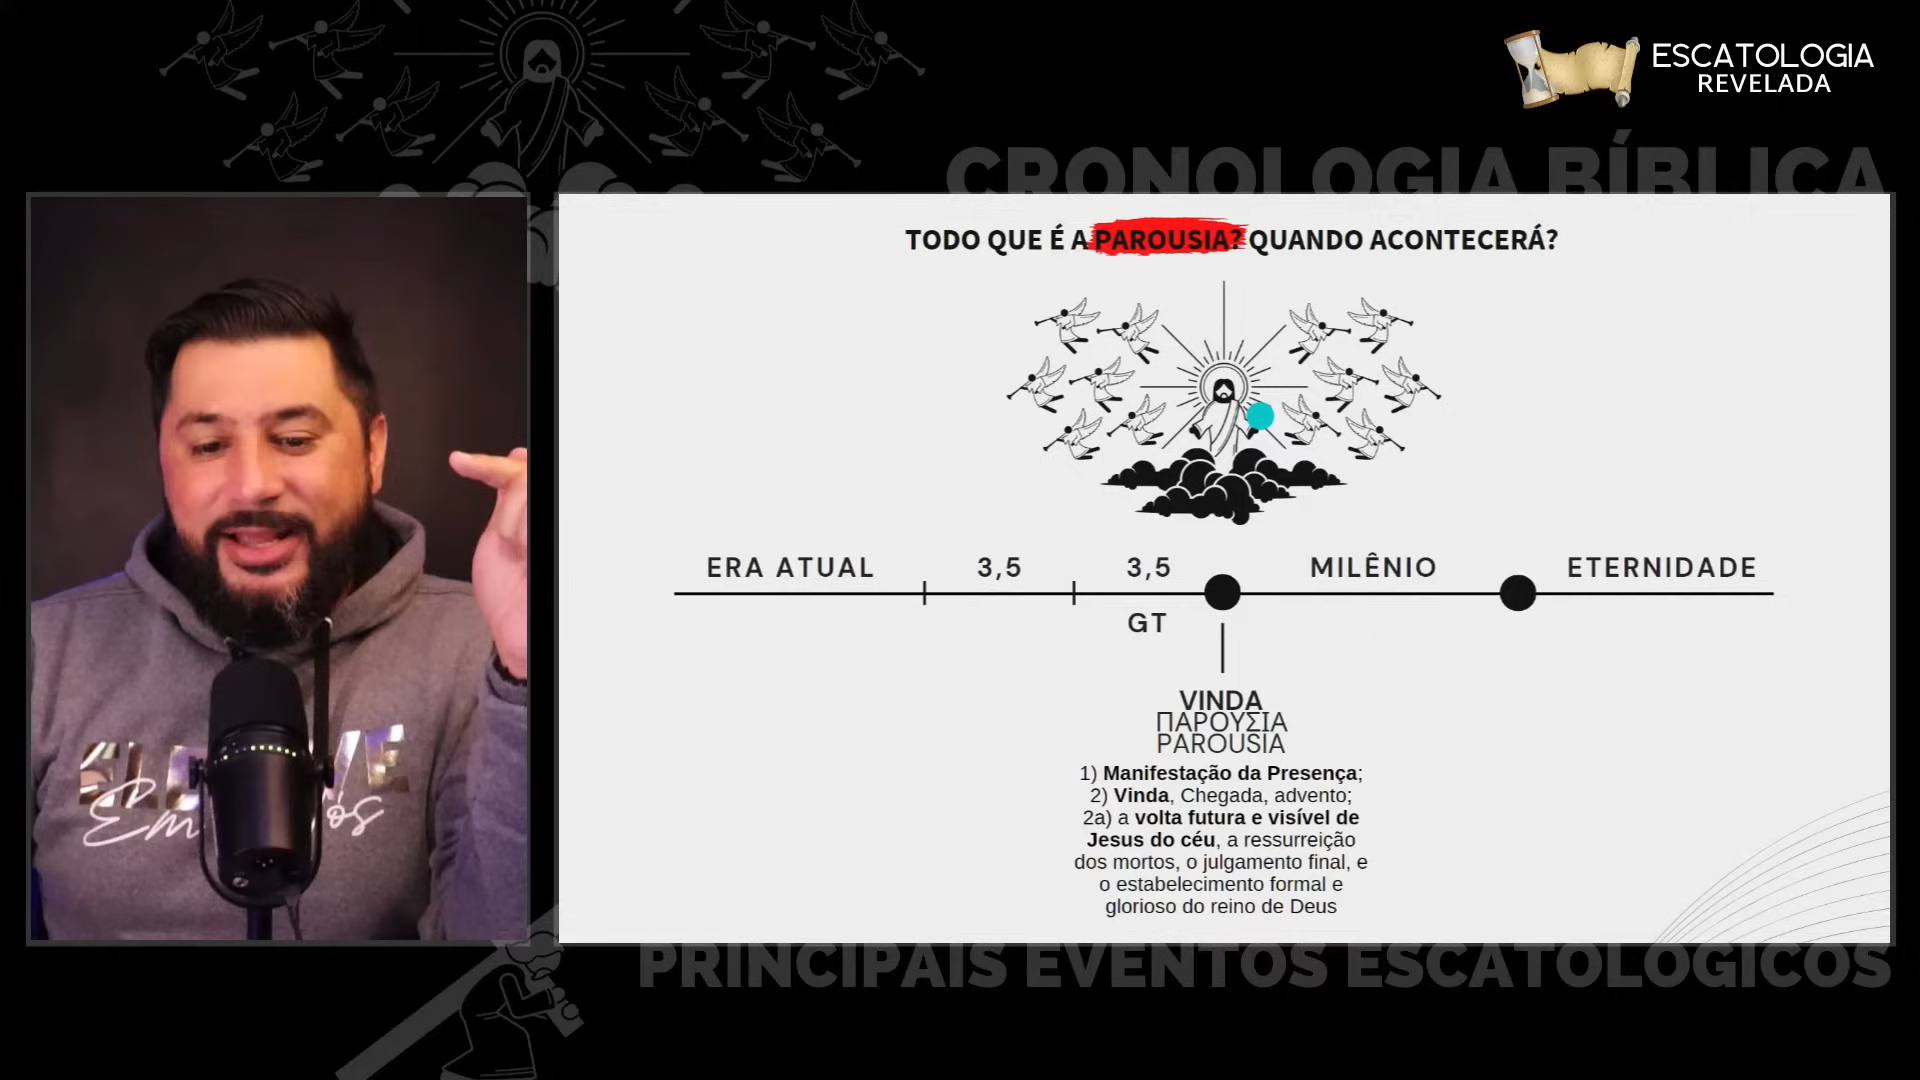 ESCATOLOGIA
REVELADA
CRONOLOGIA BÍBLICA
TODO QUE É A PAROUSIA? QUANDO ACONTECERÁ?
ERA ATUAL 3,5 3,5 MILÊNIO ETERNIDADE
GT
VINDA
ΠΑΡΟΥΣΙΑ
PAROUSIA
1) Manifestação da Presença;
2) Vinda, Chegada, advento;
2a) a volta futura e visível de
Jesus do céu, a ressurreição
dos mortos, o julgamento final, e
o estabelecimento formal e
glorioso do reino de Deus
PRINCIPAIS EVENTOS ESCATOLOGICOS